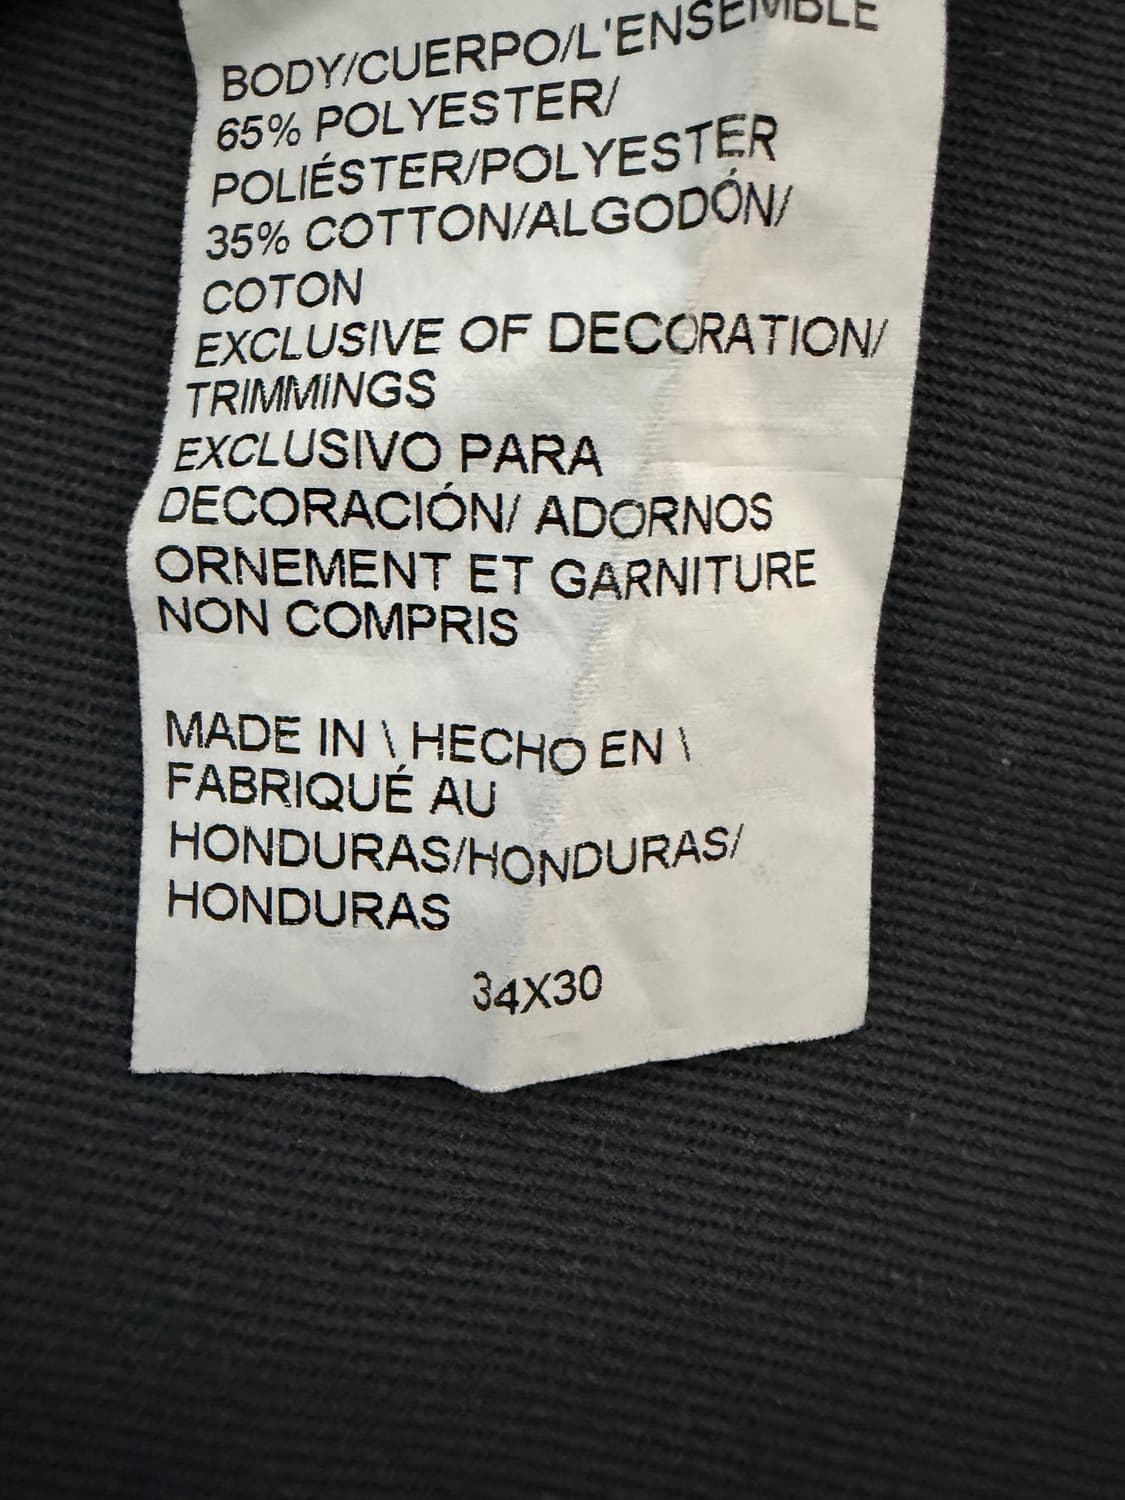 BODY/CUERPO/L'ENSEMBLE
65% POLYESTER/
POLIÉSTER/POLYESTER
35% COTTON/ALGODÓN/
COTON
EXCLUSIVE OF DECORATION/
TRIMMINGS
EXCLUSIVO PARA
DECORACIÓN/ ADORNOS
ORNEMENT ET GARNITURE
NON COMPRIS
MADE IN \ HECHO EN \
FABRIQUÉ AU
HONDURAS/HONDURAS/
HONDURAS
34X30